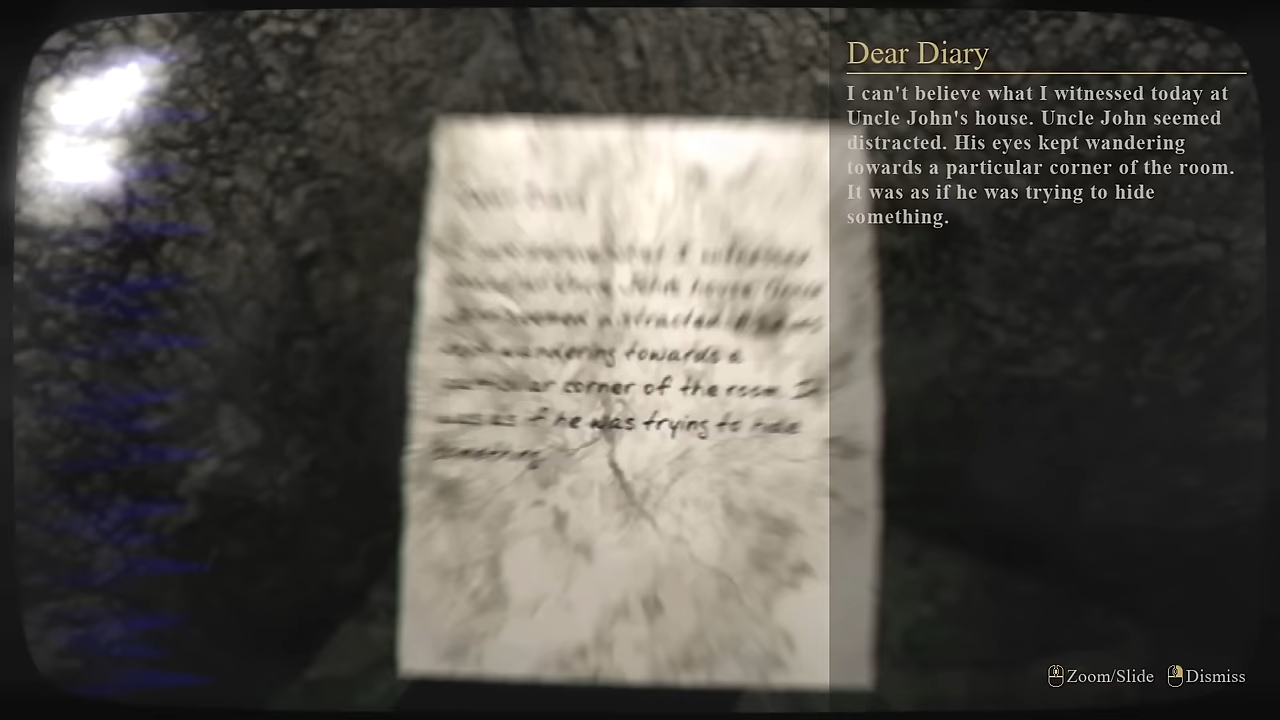 Dear Diary
I can't believe what I witnessed today at
Uncle John's house. Uncle John seemed
distracted. His eyes kept wandering
towards a particular corner of the room.
It was as if he was trying to hide
something.
wandering towards a
corner of the room. It
was as if he was trying to hide
Zoom/Slide Dismiss